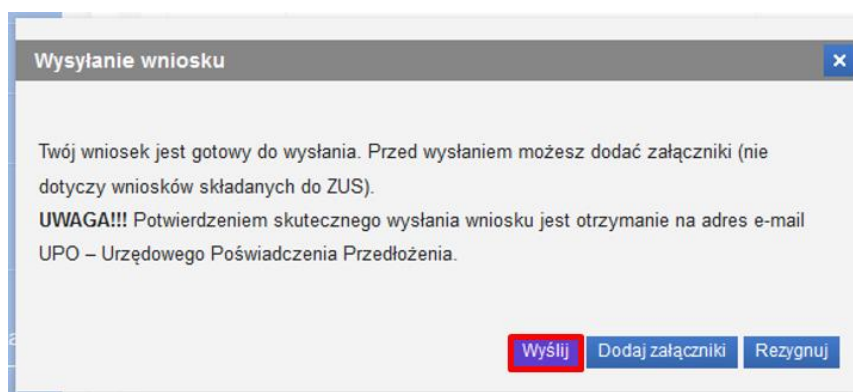 Wysyłanie wniosku
Twój wniosek jest gotowy do wysłania. Przed wysłaniem możesz dodać załączniki (nie
dotyczy wniosków składanych do ZUS).
UWAGA!!! Potwierdzeniem skutecznego wysłania wniosku jest otrzymanie na adres e-mail
UPO – Urzędowego Poświadczenia Przedłożenia.
Wyślij Dodaj załączniki Rezygnuj